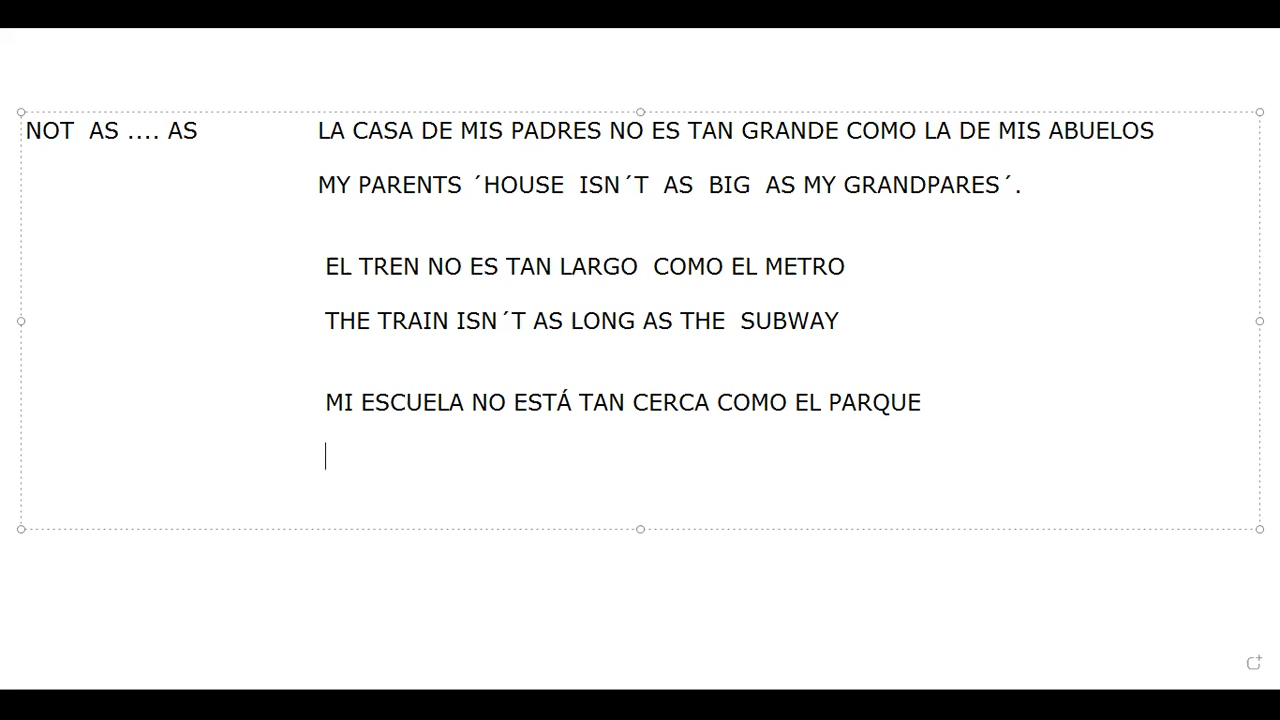 NOT  AS .... AS LA CASA DE MIS PADRES NO ES TAN GRANDE COMO LA DE MIS ABUELOS
MY PARENTS ´HOUSE  ISN´T  AS  BIG  AS MY GRANDPARES´.
EL TREN NO ES TAN LARGO  COMO EL METRO
THE TRAIN ISN´T AS LONG AS THE  SUBWAY
MI ESCUELA NO ESTÁ TAN CERCA COMO EL PARQUE